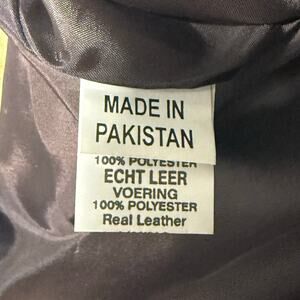 MADE IN
PAKISTAN
100% POLYESTER
ECHT LEER
VOERING
100% POLYESTER
Real Leather